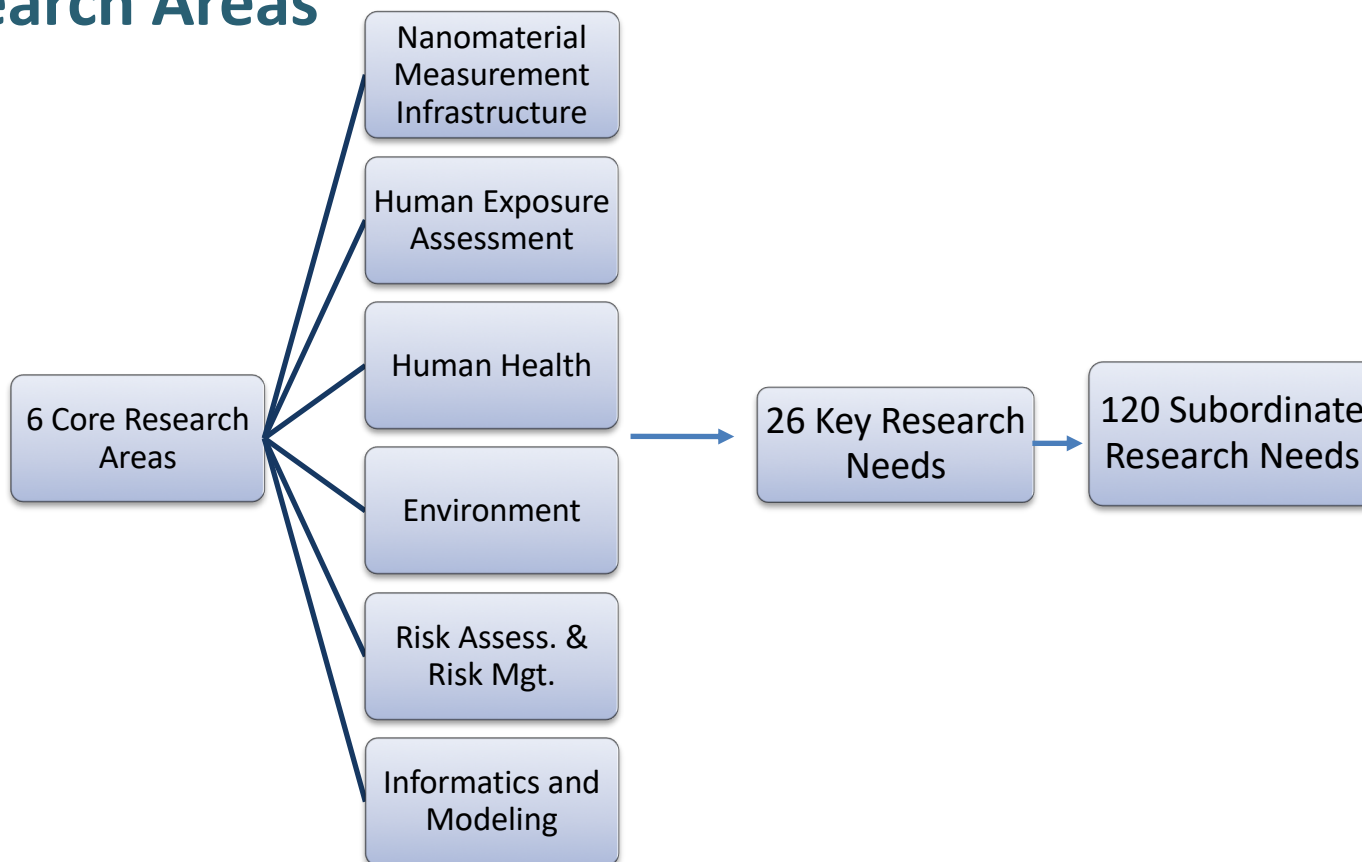 earch Areas
Nanomaterial
Measurement
Infrastructure
Human Exposure
Assessment
Human Health
6 Core Research
Areas
Environment
Risk Assess. &
Risk Mgt.
Informatics and
Modeling
26 Key Research
Needs
120 Subordinate
Research Needs